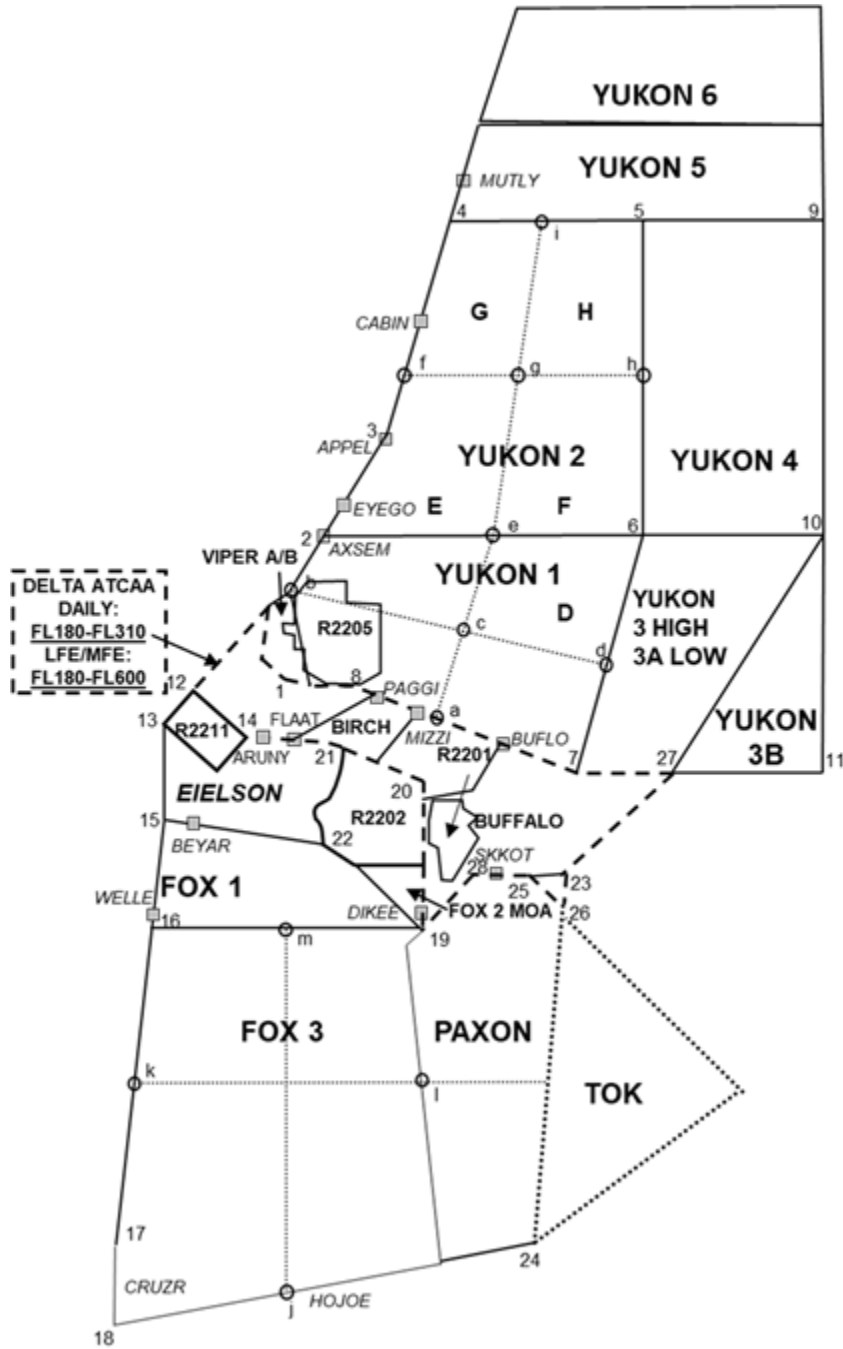 YUKON 6
YUKON 5
MUTLY
4
5
9
i
G
H
CABIN
f
g
h
3
APPEL
YUKON 2
YUKON 4
EYEGO
E
F
2
AXSEM
e
6
10
VIPER A/B
YUKON 1
DELTA ATCAA
DAILY:
FL180-FL310
LFE/MFE:
FL180-FL600
b
R2205
D
YUKON
3 HIGH
3A LOW
c
d
12
1
8
PAGGI
a
13
R2211
14
FLAAT
BIRCH
MIZZI
BUFLO
YUKON
3B
ARUNY
21
R2201
7
27
11
EIELSON
20
15
BEYAR
R2202
BUFFALO
22
SKKOT
28
25
23
WELLE
FOX 1
DIKEE
FOX 2 MOA
26
16
m
19
FOX 3
PAXON
k
l
TOK
17
24
CRUZR
j
HOJOE
18